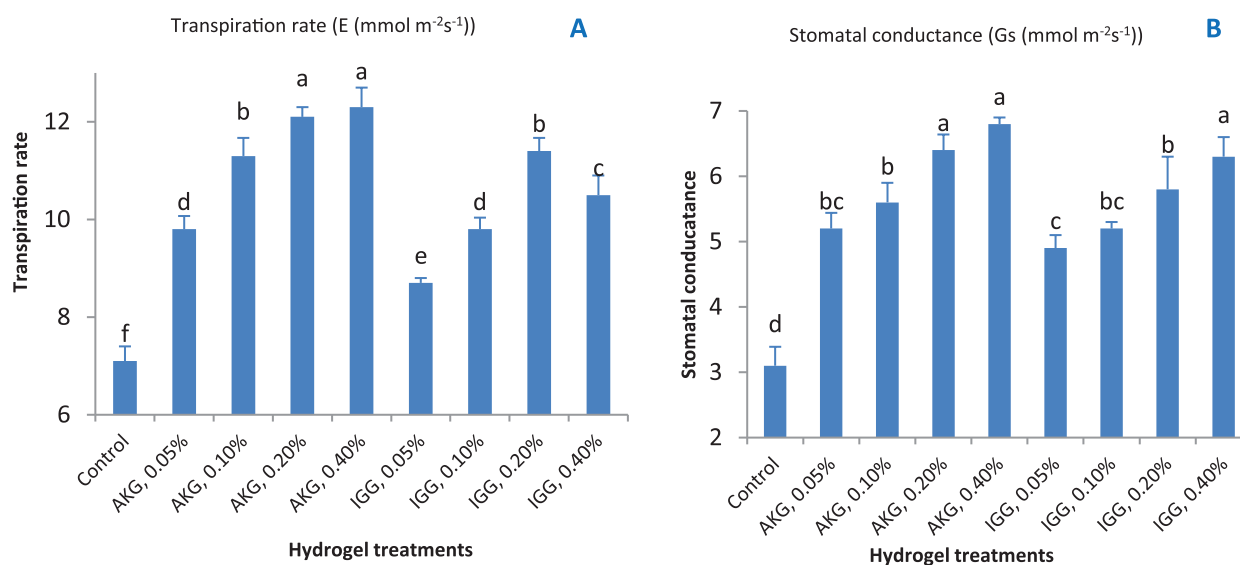 Transpiration rate (E (mmol m-2s-1))
A
Transpiration rate
12
10
8
6
f
d
b
a
a
e
d
b
c
Control
AKG, 0.05%
AKG, 0.10%
AKG, 0.20%
AKG, 0.40%
IGG, 0.05%
IGG, 0.10%
IGG, 0.20%
IGG, 0.40%
Hydrogel treatments
Stomatal conductance (Gs (mmol m-2s-1))
B
Stomatal conducatance
7
6
5
4
3
2
d
bc
b
a
a
c
bc
b
a
Control
AKG, 0.05%
AKG, 0.10%
AKG, 0.20%
AKG, 0.40%
IGG, 0.05%
IGG, 0.10%
IGG, 0.20%
IGG, 0.40%
Hydrogel treatments